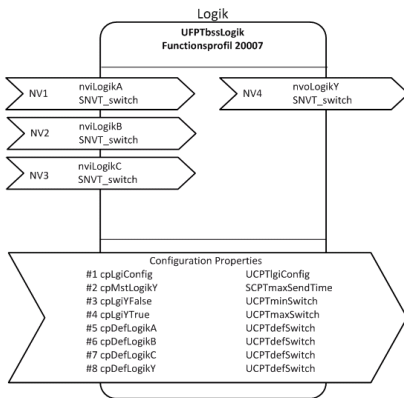 Logik
UFPTbssLogik
Functionsprofil 20007
NV1 nviLogikA
SNVT_switch
NV4 nvoLogikY
SNVT_switch
NV2 nviLogikB
SNVT_switch
NV3 nviLogikC
SNVT_switch
Configuration Properties
#1 cpLgiConfig UCPTlgiConfig
#2 cpMstLogikY SCPTmaxSendTime
#3 cpLgiYFalse UCPTminSwitch
#4 cpLgiYTrue UCPTmaxSwitch
#5 cpDefLogikA UCPTdefSwitch
#6 cpDefLogikB UCPTdefSwitch
#7 cpDefLogikC UCPTdefSwitch
#8 cpDefLogikY UCPTdefSwitch